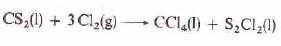 CS₂(l) + 3 Cl₂(g) ⟶ CCl₄(l) + S₂Cl₂(l)